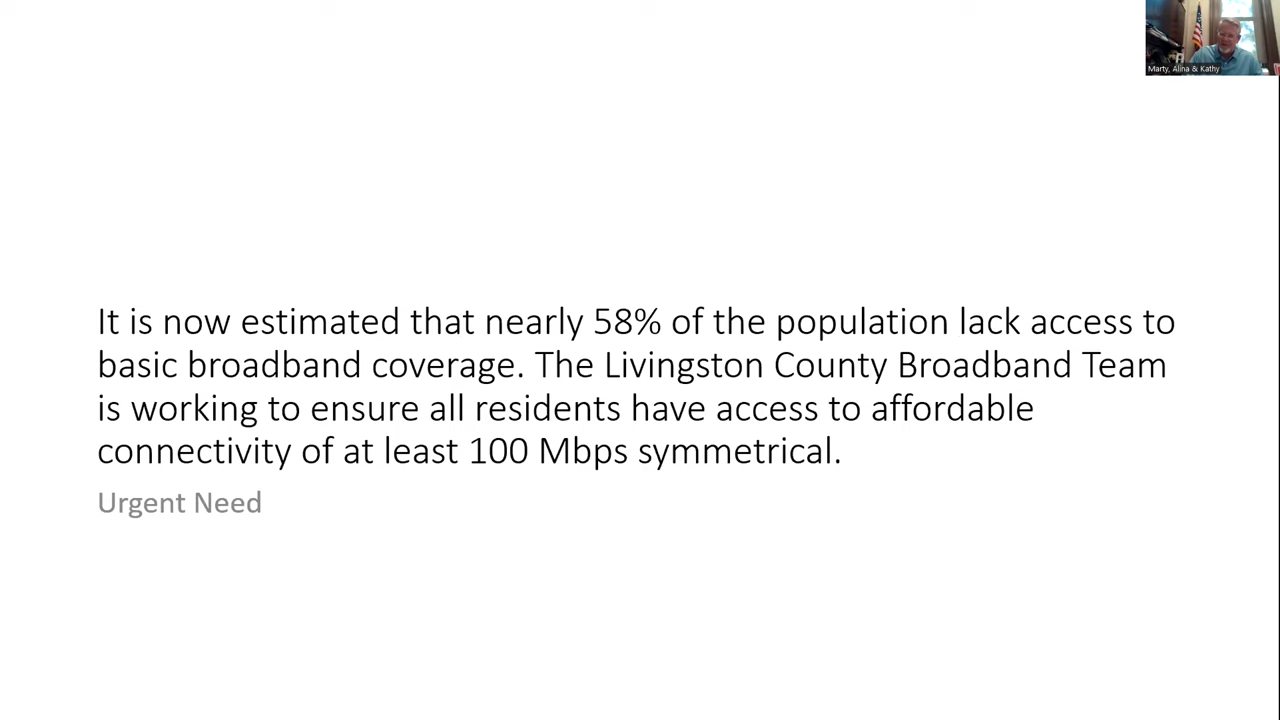 Marty, Alina & Kathy
It is now estimated that nearly 58% of the population lack access to
basic broadband coverage. The Livingston County Broadband Team
is working to ensure all residents have access to affordable
connectivity of at least 100 Mbps symmetrical.
Urgent Need